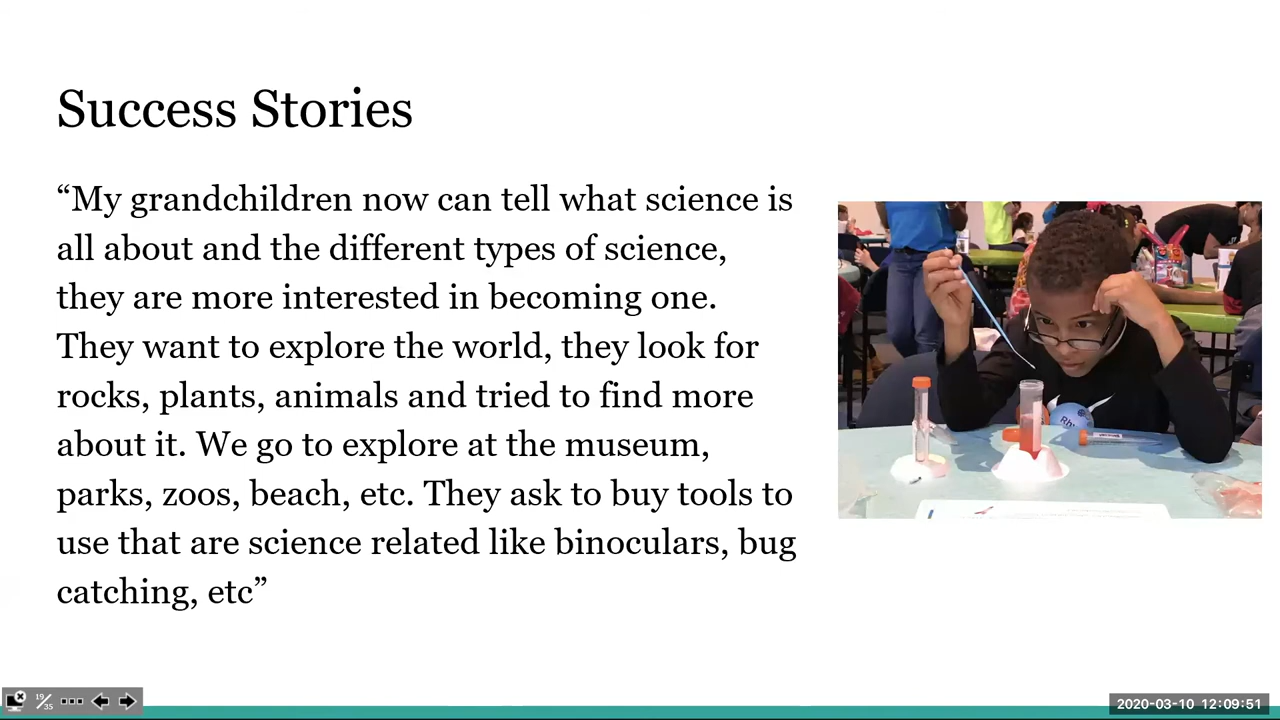 Success Stories
“My grandchildren now can tell what science is
all about and the different types of science,
they are more interested in becoming one.
They want to explore the world, they look for
rocks, plants, animals and tried to find more
about it. We go to explore at the museum,
parks, zoos, beach, etc. They ask to buy tools to
use that are science related like binoculars, bug
catching, etc”
19/35
2020-03-10 12:09:51